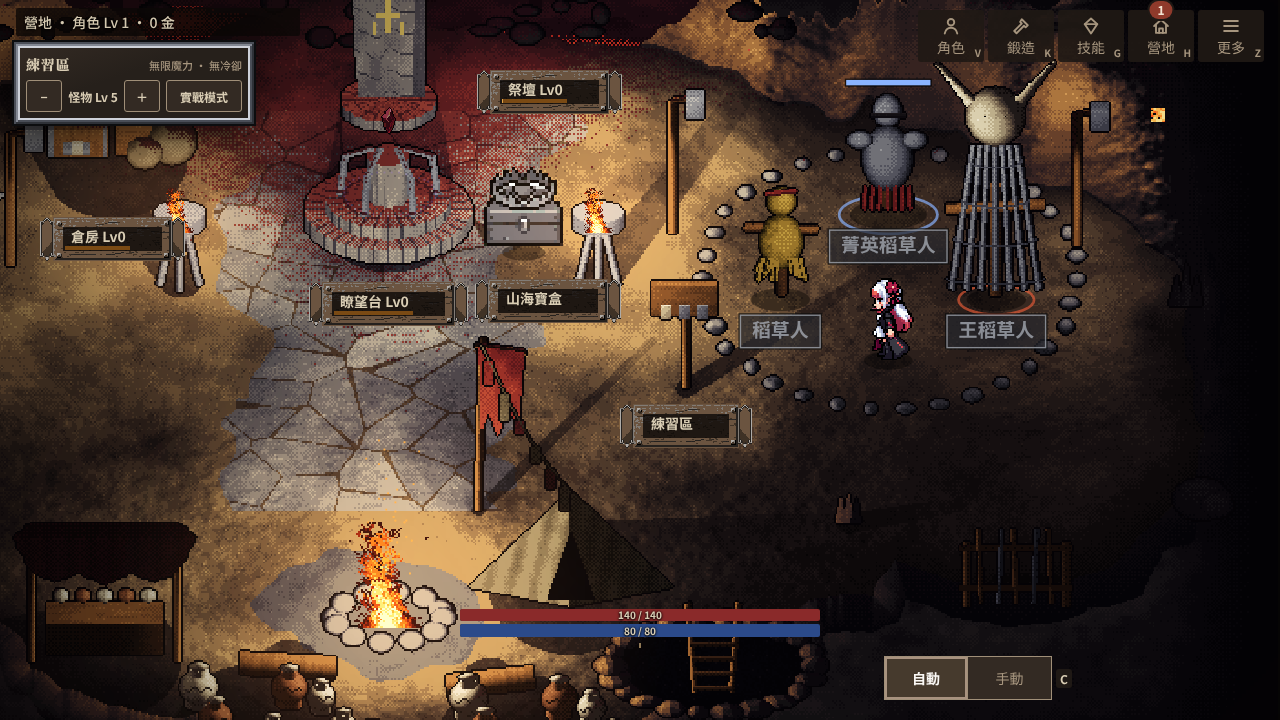 營地 • 角色 Lv 1 • 0 金
練習區
無限魔力 • 無冷卻
−
怪物 Lv 5
+
實戰模式
1
角色 V
鍛造 K
技能 G
營地 H
更多 Z
祭壇 Lv0
倉房 Lv0
瞭望台 Lv0
山海寶盒
菁英稻草人
稻草人
王稻草人
練習區
140 / 140
80 / 80
自動
手動
C